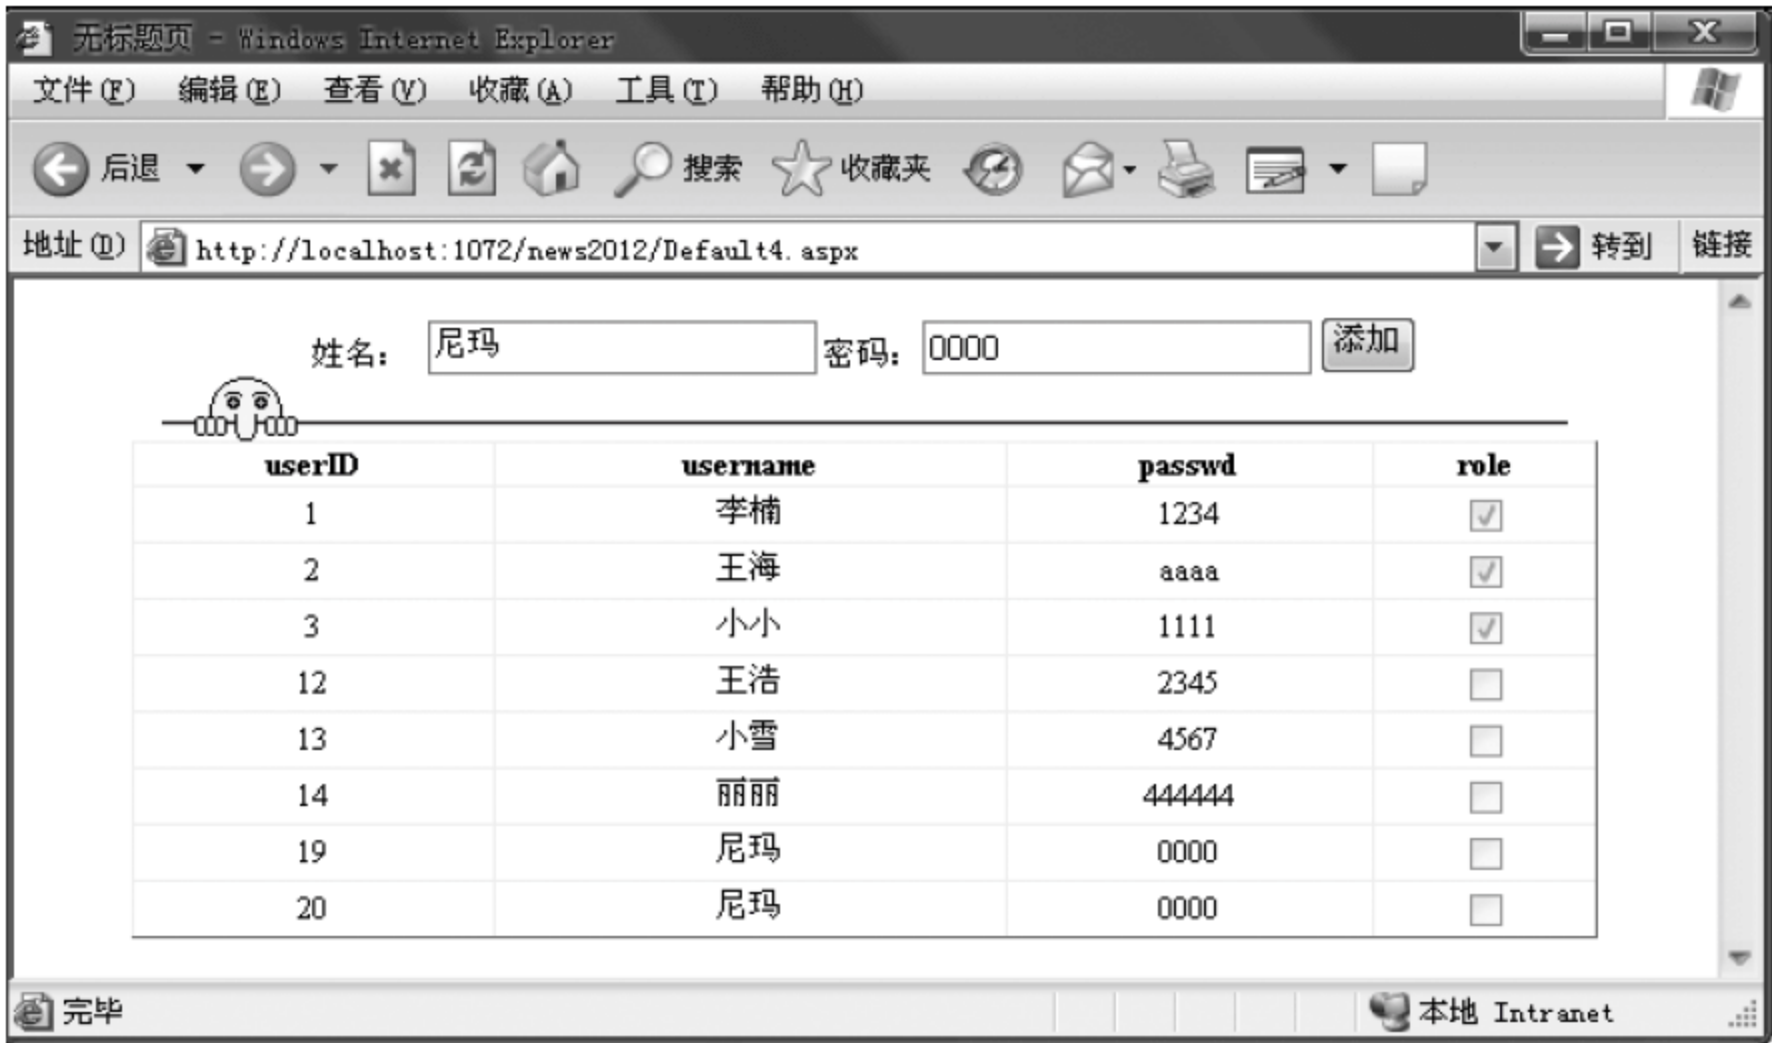 无标题页 - Windows Internet Explorer
文件(F) 编辑(E) 查看(V) 收藏(A) 工具(T) 帮助(H)
后退 搜索 收藏夹
地址(D) http://localhost:1072/news2012/Default4.aspx 转到 链接
姓名： 尼玛 密码： 0000 添加
userID username passwd role
1 李楠 1234
2 王海 aaaa
3 小小 1111
12 王浩 2345
13 小雪 4567
14 丽丽 444444
19 尼玛 0000
20 尼玛 0000
完毕 本地 Intranet